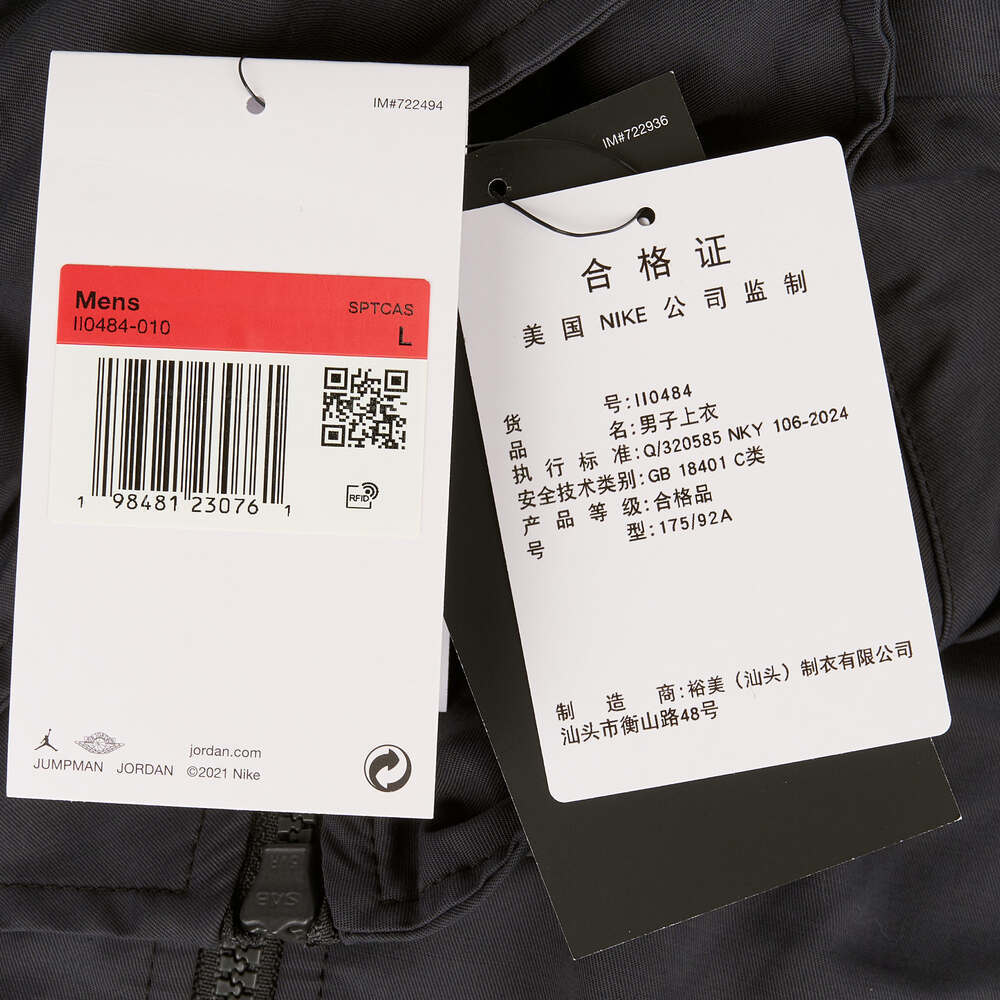 IM#722494
Mens
SPTCAS
II0484-010
L
1 98481 23076 1
RFID
JUMPMAN JORDAN
jordan.com
©2021 Nike
IM#722936
合格证
美国 NIKE 公司监制
货号:II0484
品名:男子上衣
执行标准:Q/320585 NKY 106-2024
安全技术类别:GB 18401 C类
产品等级:合格品
号型:175/92A
制造商:裕美(汕头)制衣有限公司
汕头市衡山路48号
SAB